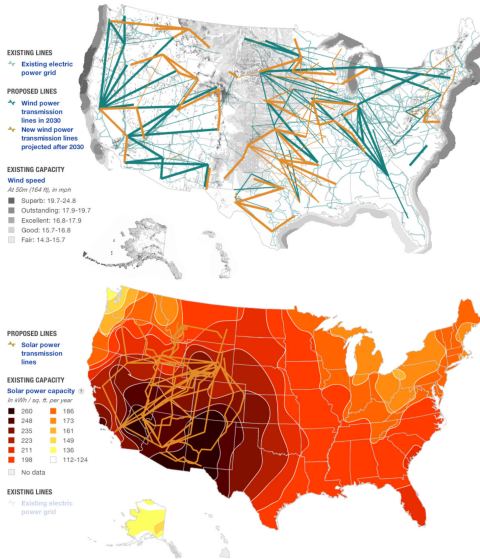 EXISTING LINES
Existing electric
power grid
PROPOSED LINES
Wind power
transmission
lines in 2030
New wind power
transmission lines
projected after 2030
EXISTING CAPACITY
Wind speed
At 50m (164 ft), in mph
Superb: 19.7-24.8
Outstanding: 17.9-19.7
Excellent: 16.8-17.9
Good: 15.7-16.8
Fair: 14.3-15.7
PROPOSED LINES
Solar power
transmission
lines
EXISTING CAPACITY
Solar power capacity ?
In kWh / sq. ft. per year
260 186
248 173
235 161
223 149
211 136
198 112-124
No data
EXISTING LINES
Existing electric
power grid